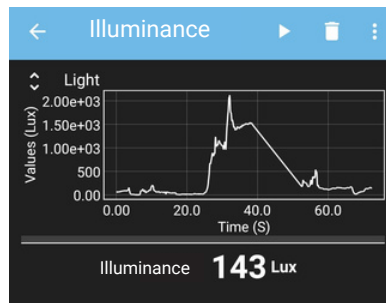 Illuminance
Light
Values (Lux)
2.00e+03
1.50e+03
1.00e+03
500
0.00
0.00 20.0 40.0 60.0
Time (S)
Illuminance 143 Lux